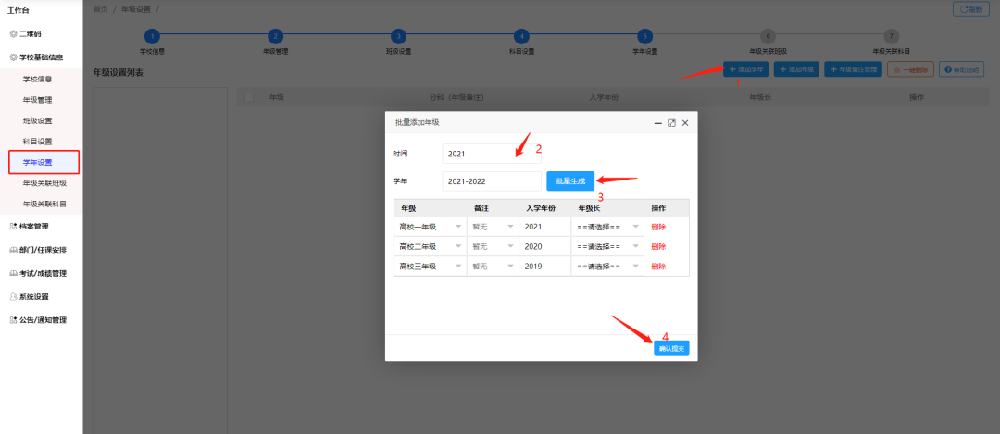 工作台
二维码
学校基础信息
学校信息
年级管理
班级设置
科目设置
学年设置
年级关联班级
年级关联科目
档案管理
部门/任课安排
考试/成绩管理
系统设置
公告/通知管理
首页 / 年级设置 /
刷新
1 2 3 4 5 6 7
学校信息 年级管理 班级设置 科目设置 学年设置 年级关联班级 年级关联科目
年级设置列表
+ 添加学年 + 添加年级 + 年级备注管理 一键删除 帮助说明
1
年级 分科（年级备注） 入学年份 年级长 操作
批量添加年级
时间 2021
2
学年 2021-2022 批量生成
3
年级 备注 入学年份 年级长 操作
高校一年级 暂无 2021 ==请选择== 删除
高校二年级 暂无 2020 ==请选择== 删除
高校三年级 暂无 2019 ==请选择== 删除
4
确认提交